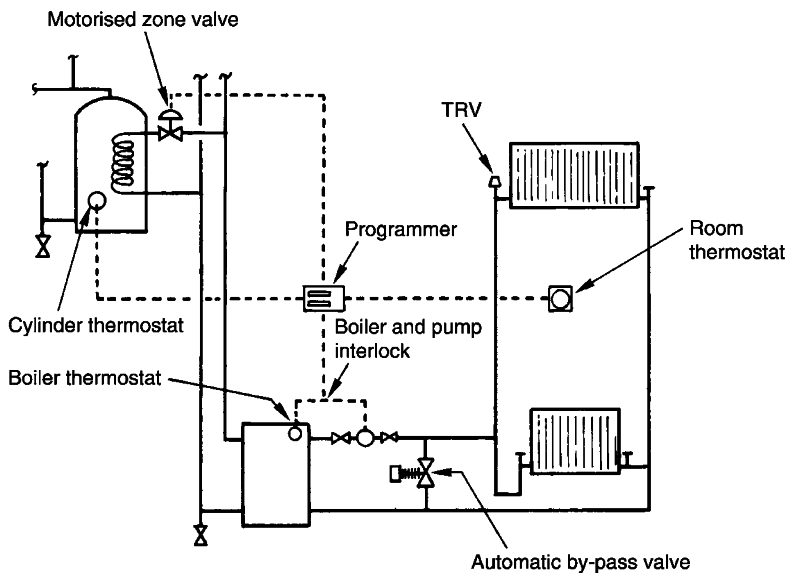 Motorised zone valve
TRV
Programmer
Room
thermostat
Cylinder thermostat
Boiler and pump
interlock
Boiler thermostat
Automatic by-pass valve